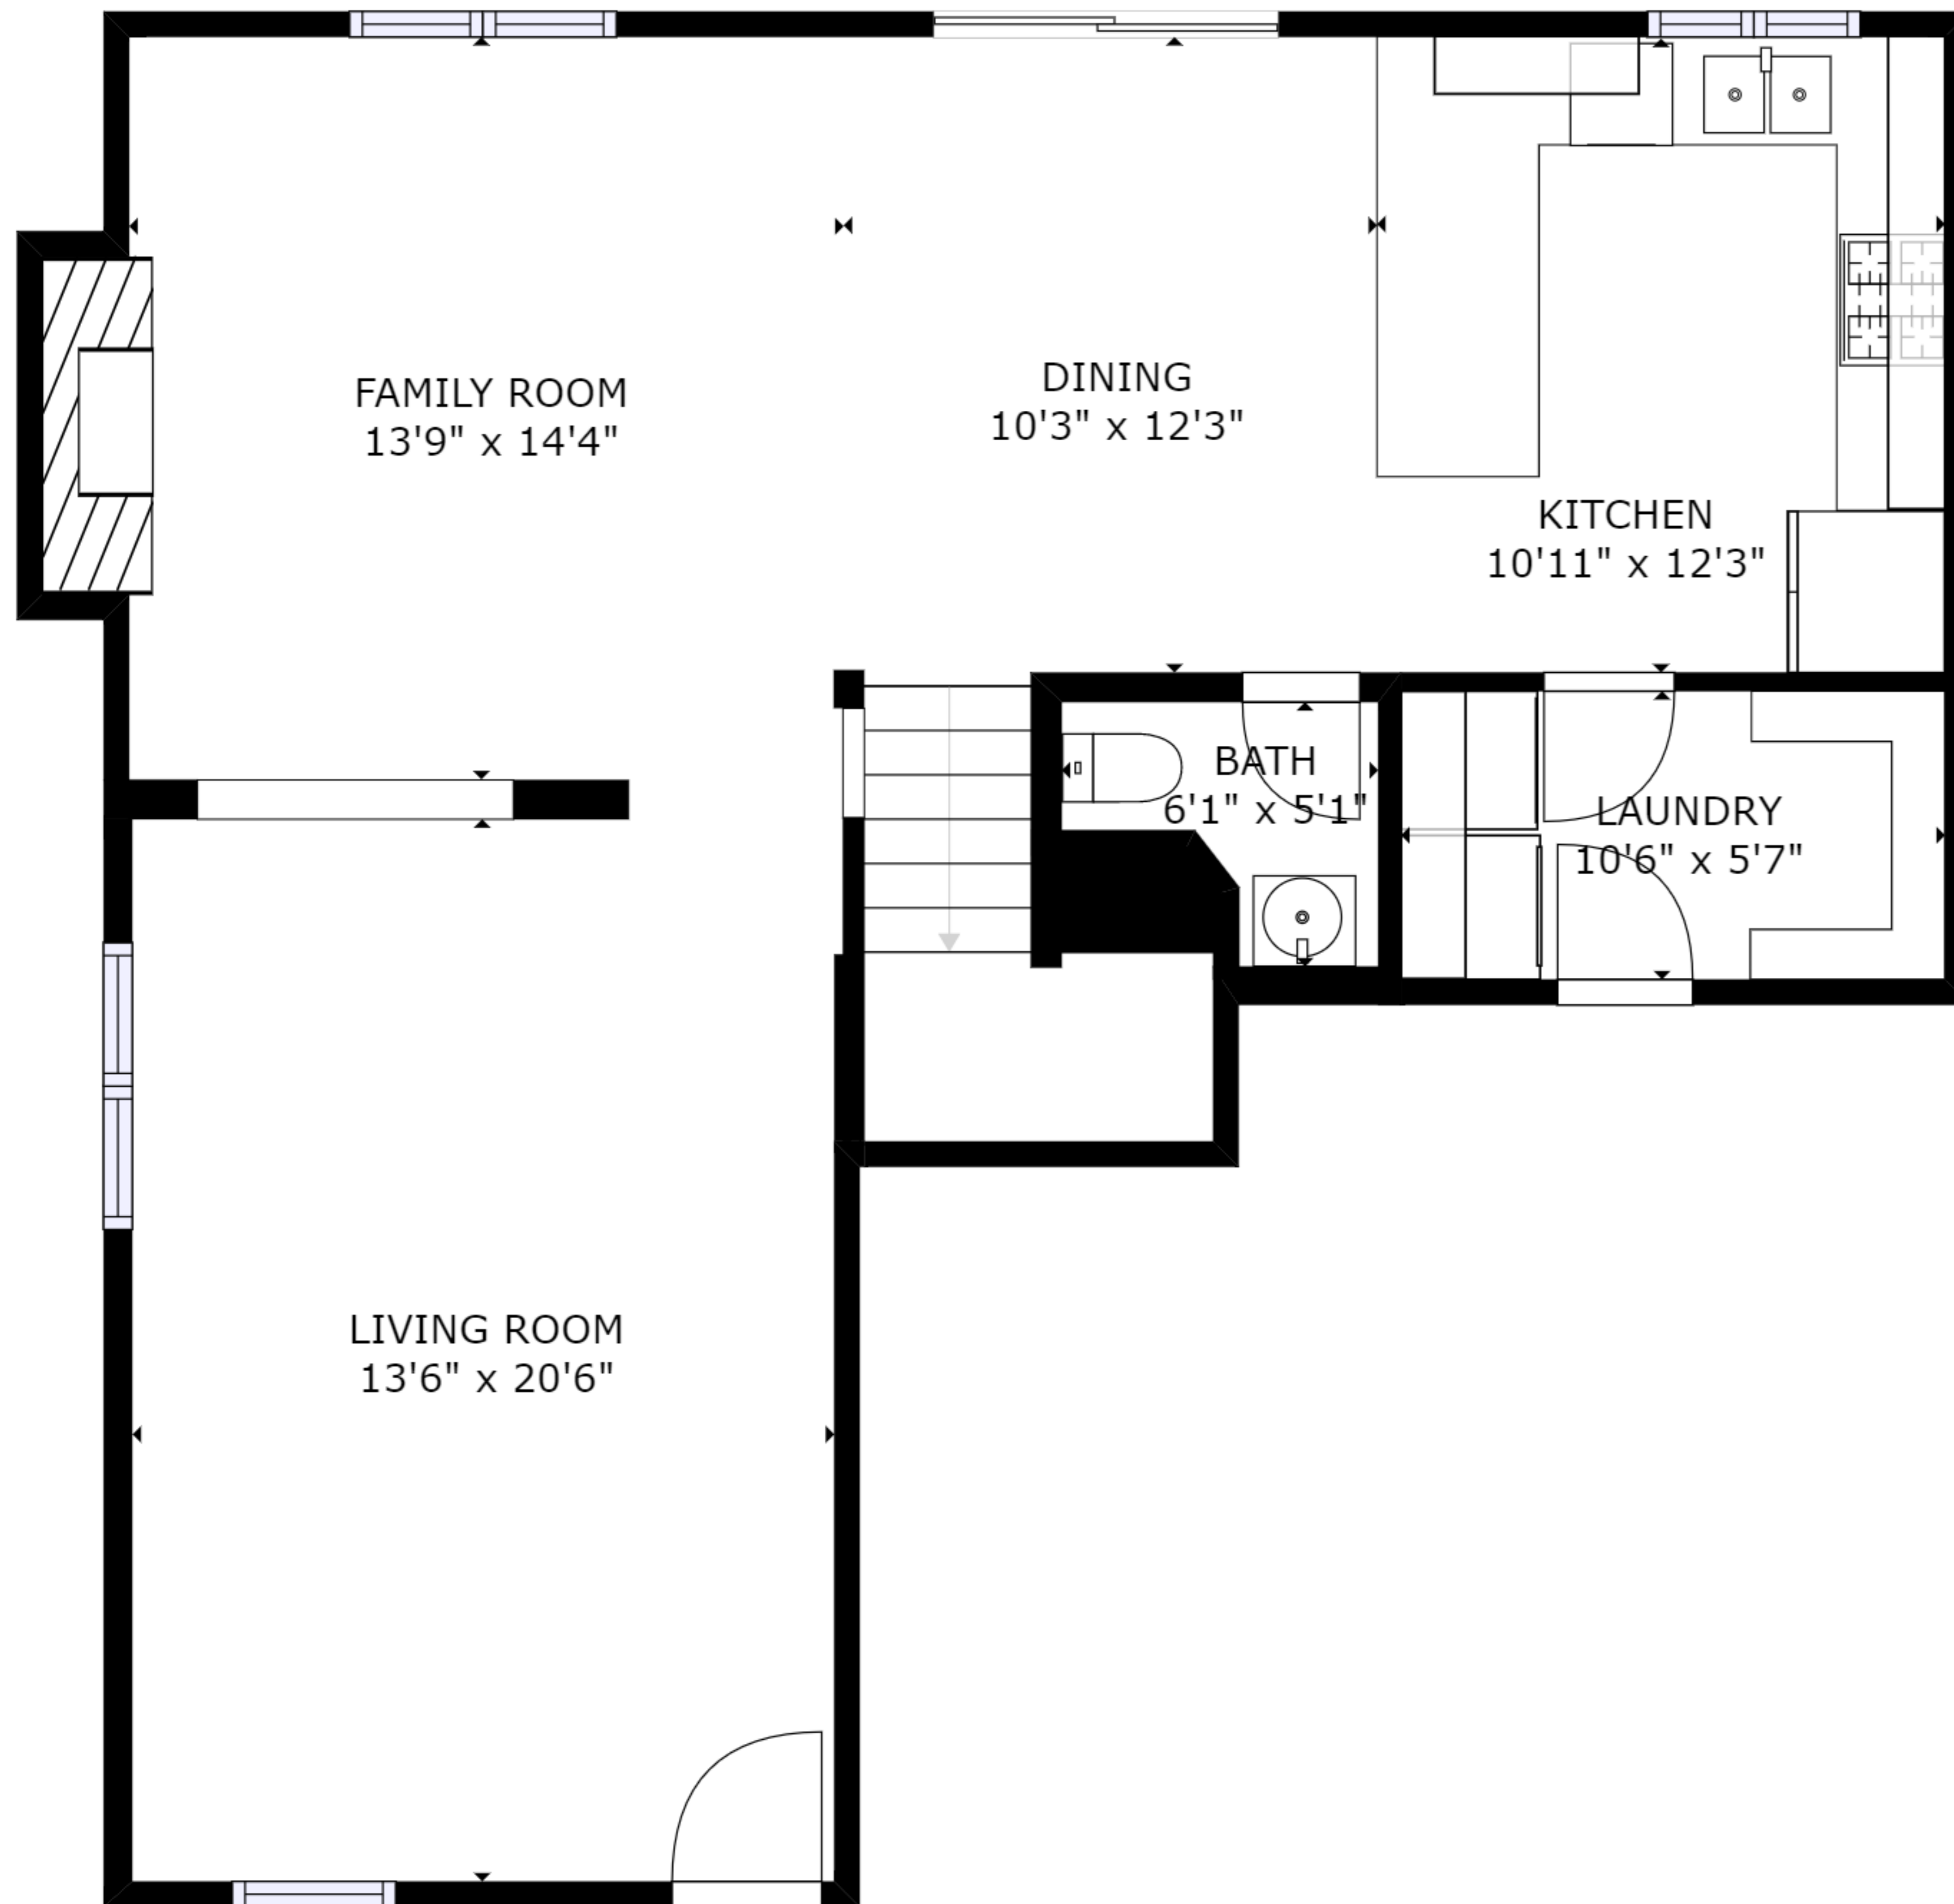 FAMILY ROOM
13'9" x 14'4"
DINING
10'3" x 12'3"
KITCHEN
10'11" x 12'3"
BATH
6'1" x 5'1"
LAUNDRY
10'6" x 5'7"
LIVING ROOM
13'6" x 20'6"